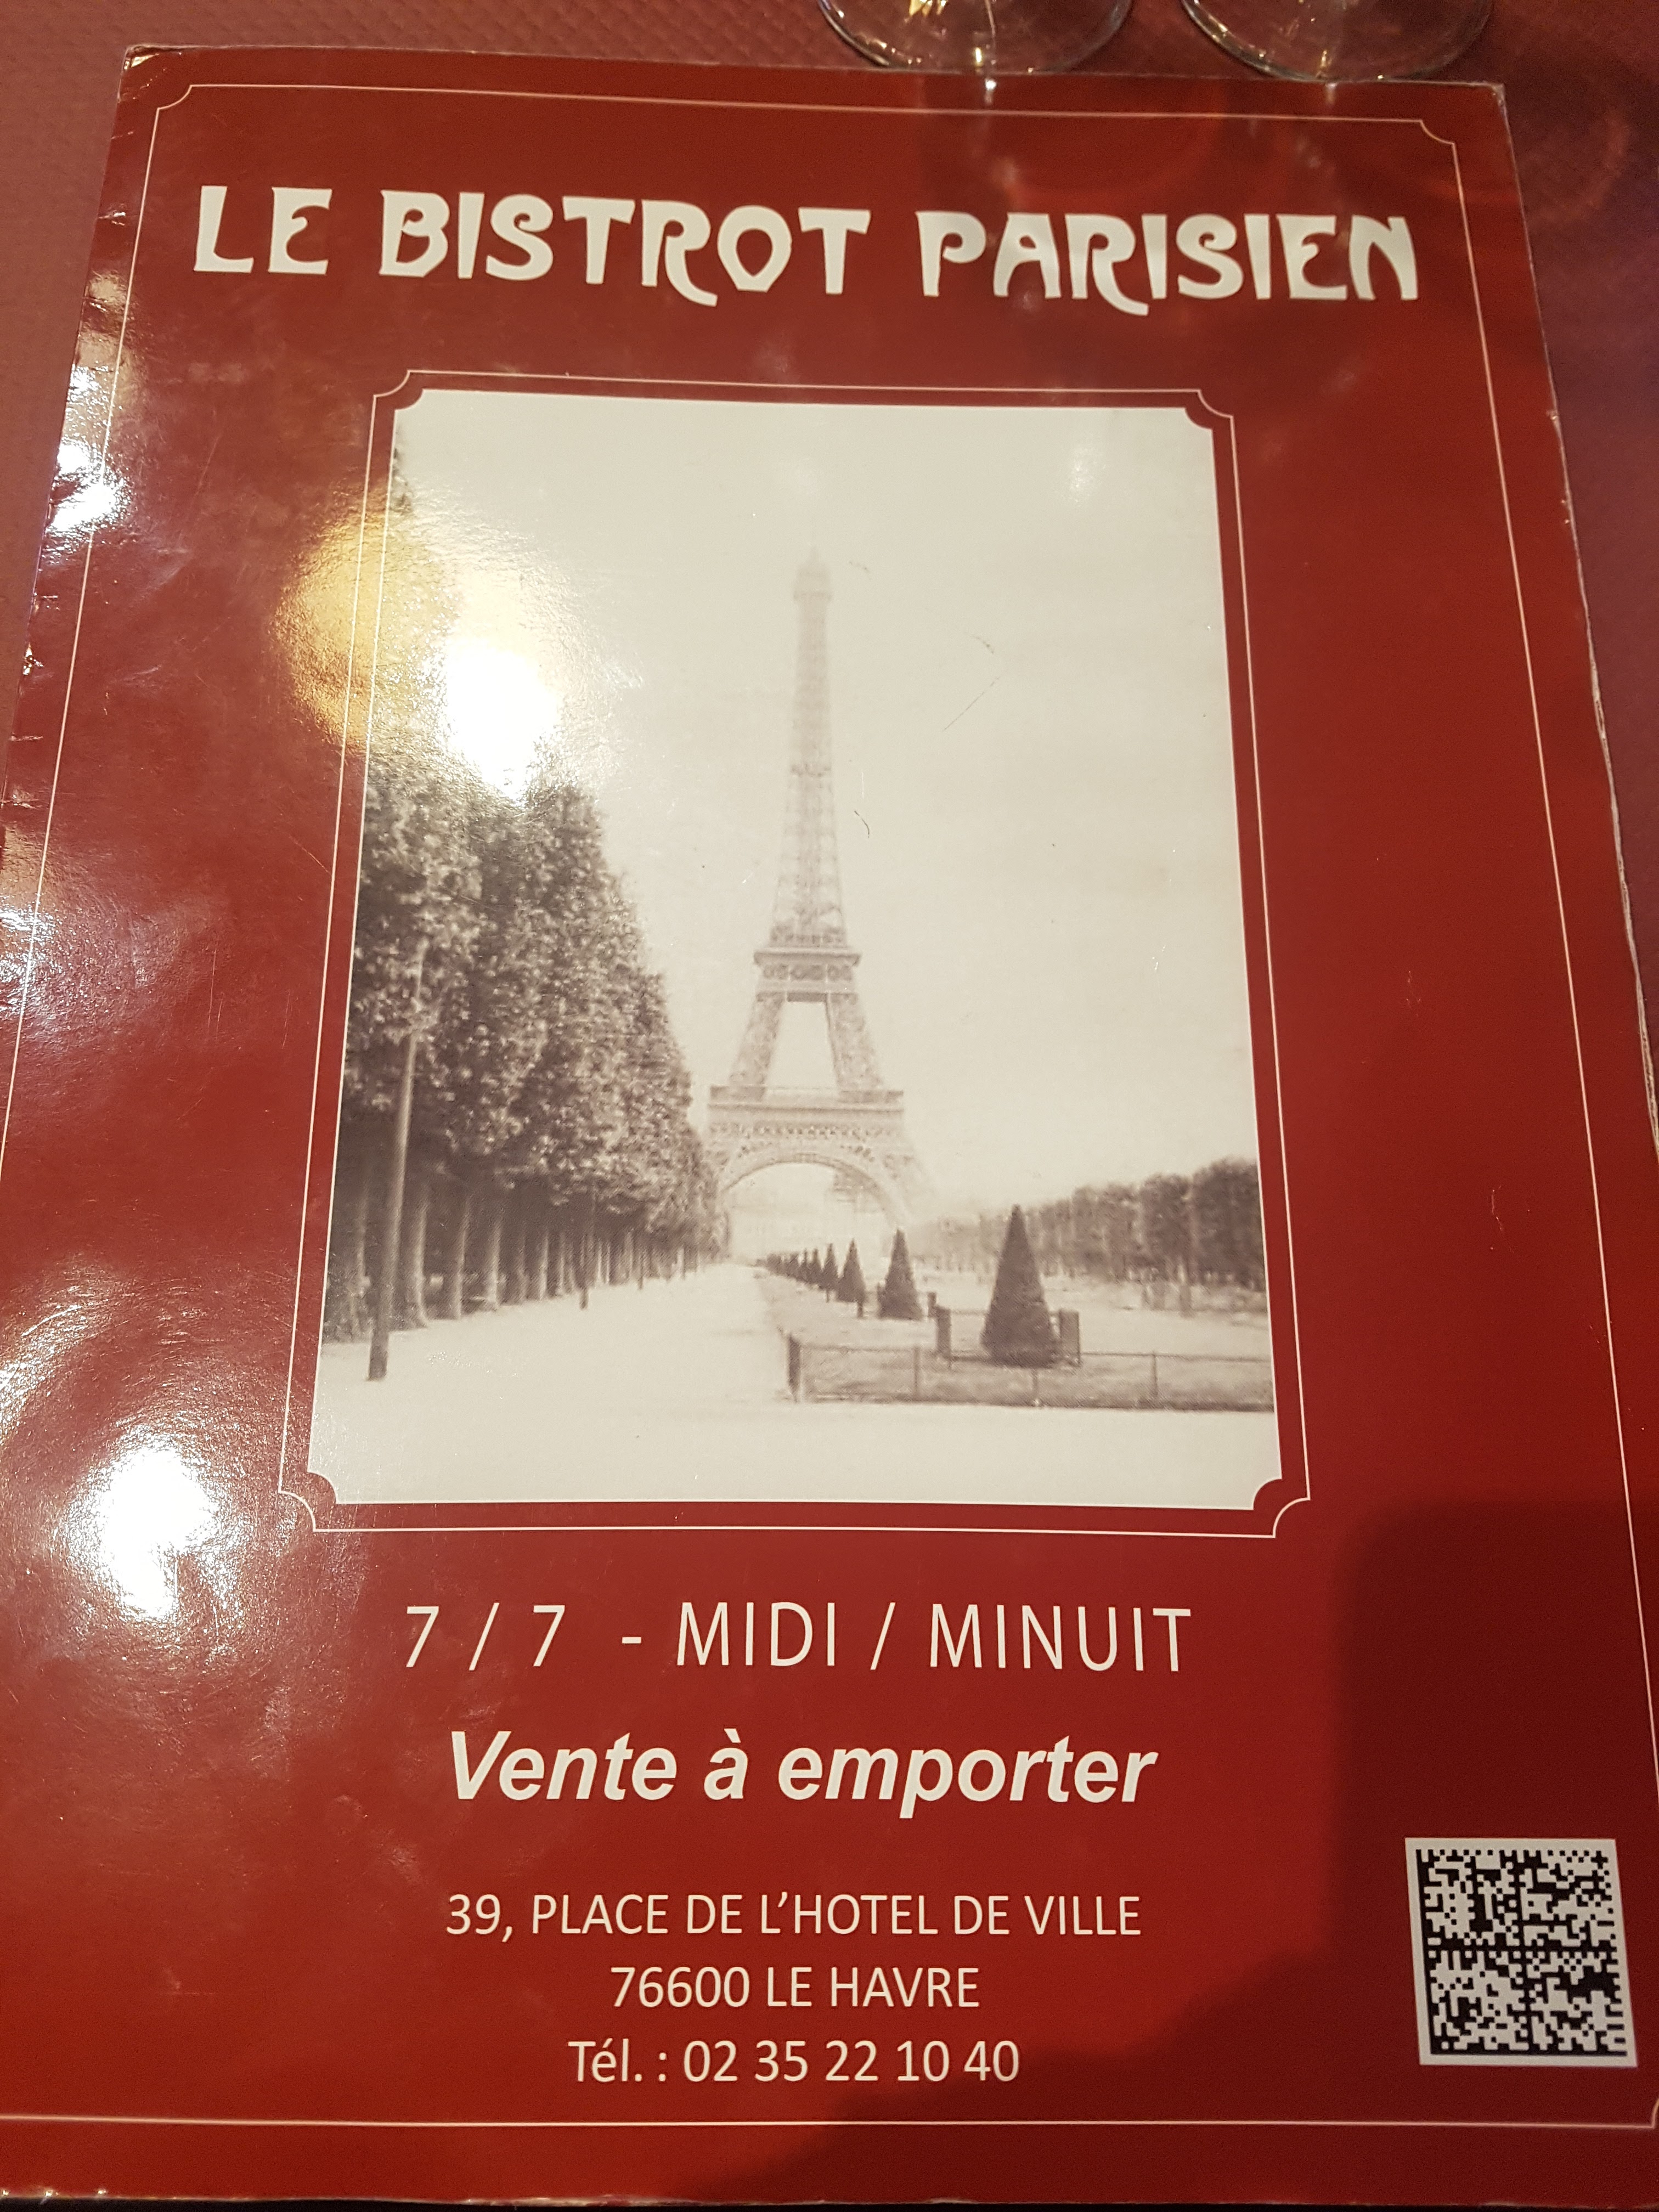 LE BISTROT PARISIEN
7 / 7 - MIDI / MINUIT
Vente à emporter
39, PLACE DE L'HOTEL DE VILLE
76600 LE HAVRE
Tél. : 02 35 22 10 40